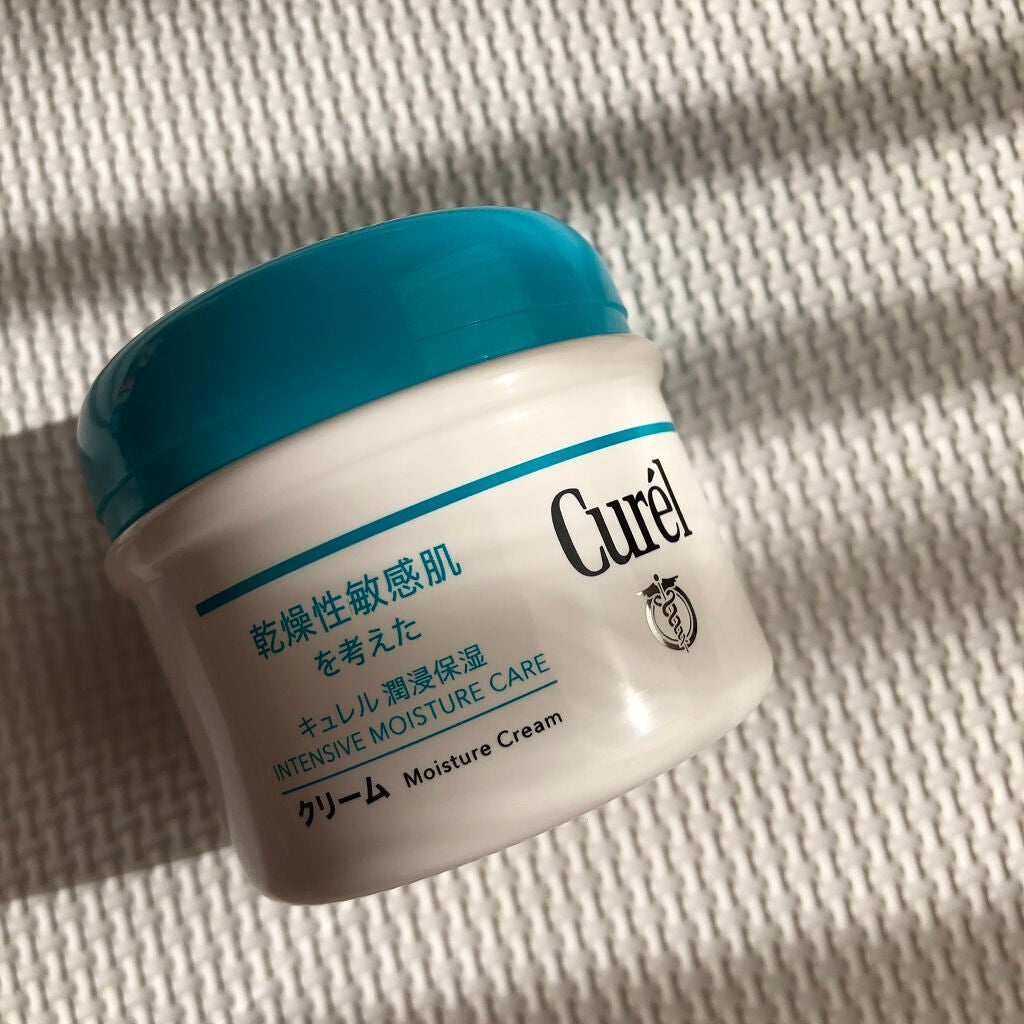 Curél
乾燥性敏感肌
を考えた
キュレル 潤浸保湿
INTENSIVE MOISTURE CARE
クリーム Moisture Cream